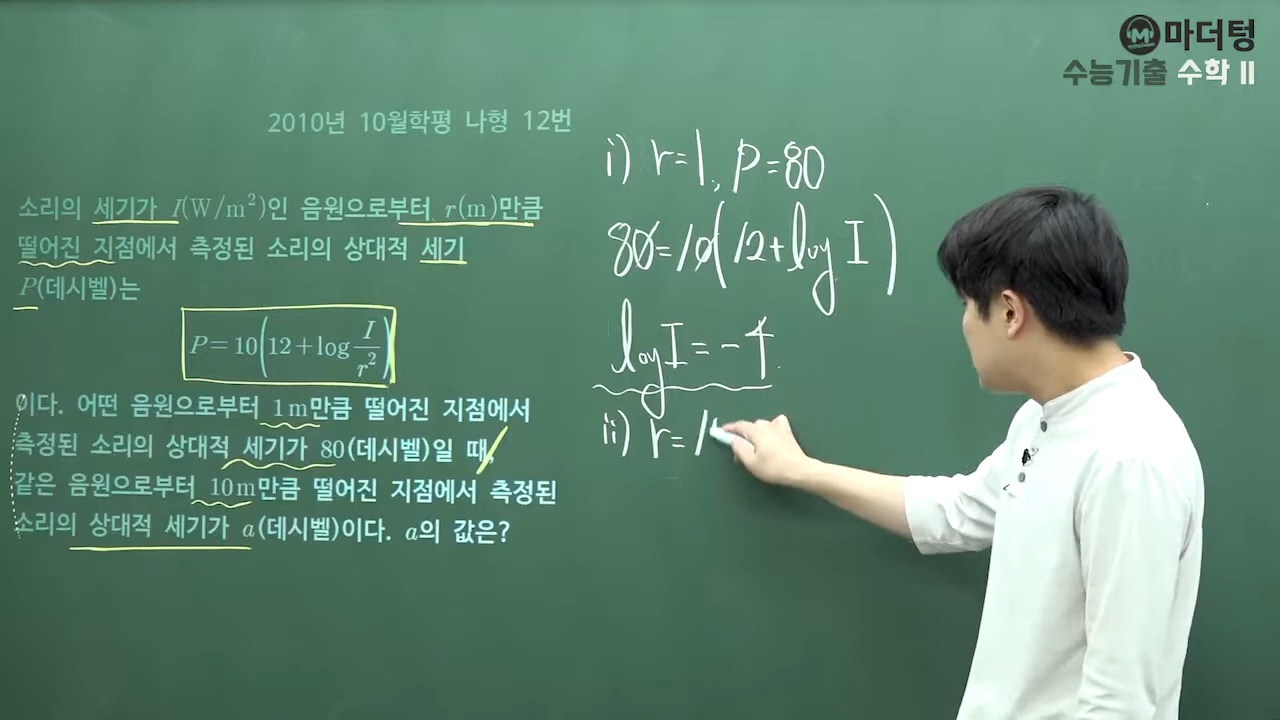 마더텅
수능기출 수학 II
2010년 10월학평 나형 12번
소리의 세기가 I(W/m²)인 음원으로부터 r(m)만큼
떨어진 지점에서 측정된 소리의 상대적 세기
P(데시벨)는
P=10(12+log I/r²)
이다. 어떤 음원으로부터 1m만큼 떨어진 지점에서
측정된 소리의 상대적 세기가 80(데시벨)일 때,
같은 음원으로부터 10m만큼 떨어진 지점에서 측정된
소리의 상대적 세기가 a(데시벨)이다. a의 값은?
i) r=1, P=80
80=10(12+log I)
log I=-4
ii) r=1